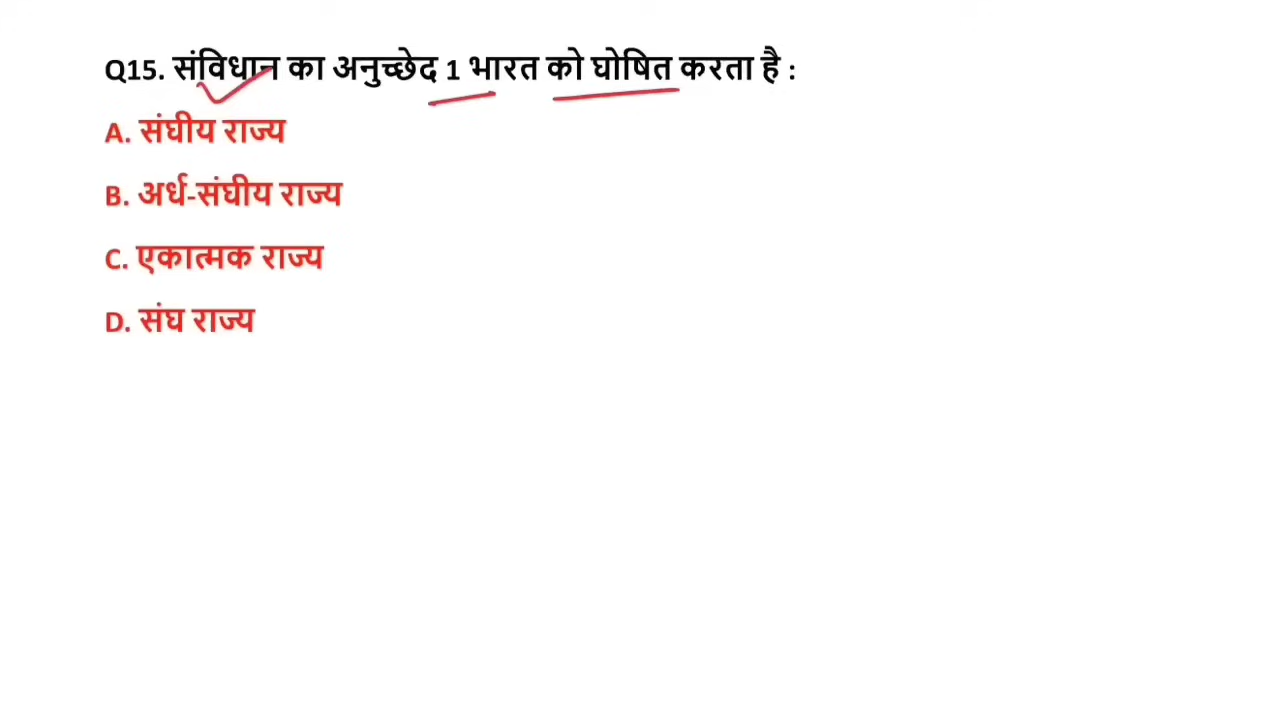 Q15. संविधान का अनुच्छेद 1 भारत को घोषित करता है :
A. संघीय राज्य
B. अर्ध-संघीय राज्य
C. एकात्मक राज्य
D. संघ राज्य